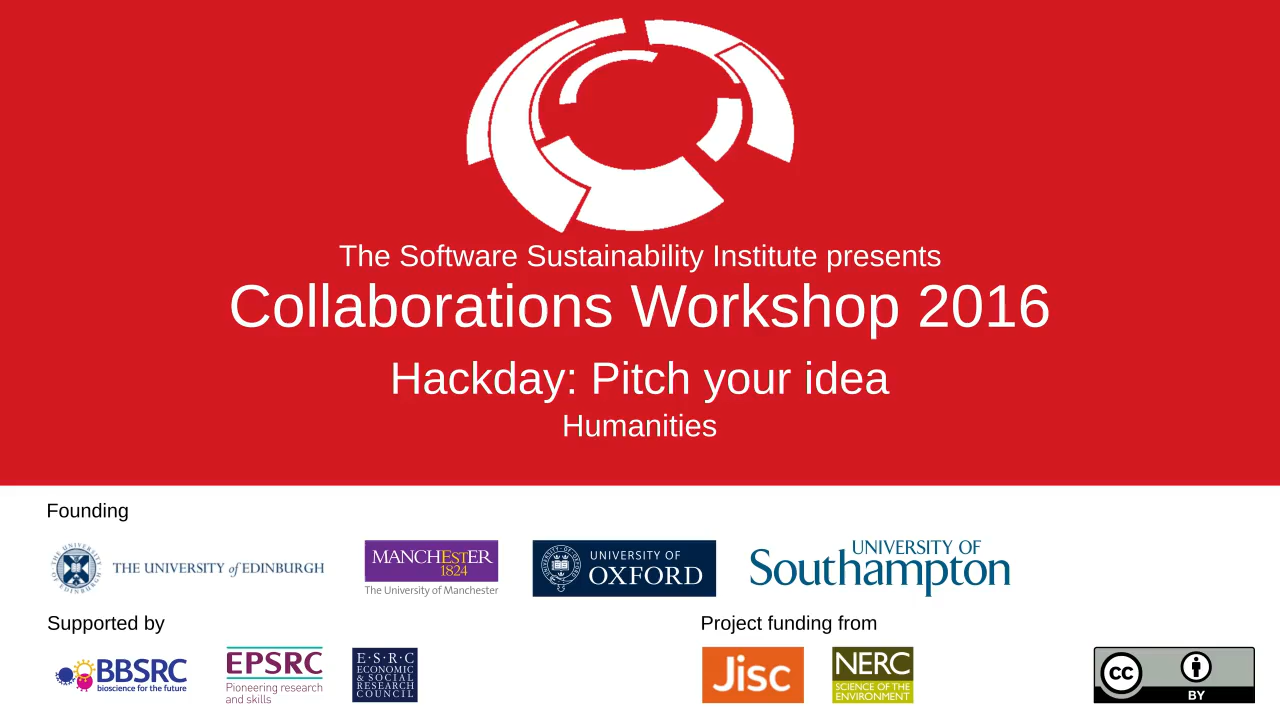 The Software Sustainability Institute presents
Collaborations Workshop 2016
Hackday: Pitch your idea
Humanities
Founding
THE UNIVERSITY of EDINBURGH
MANCHESTER
1824
The University of Manchester
UNIVERSITY OF
OXFORD
UNIVERSITY OF
Southampton
Supported by
Project funding from
BBSRC
bioscience for the future
EPSRC
Pioneering research
and skills
E·S·R·C
ECONOMIC
& SOCIAL
RESEARCH
COUNCIL
Jisc
NERC
SCIENCE OF THE
ENVIRONMENT
cc
BY